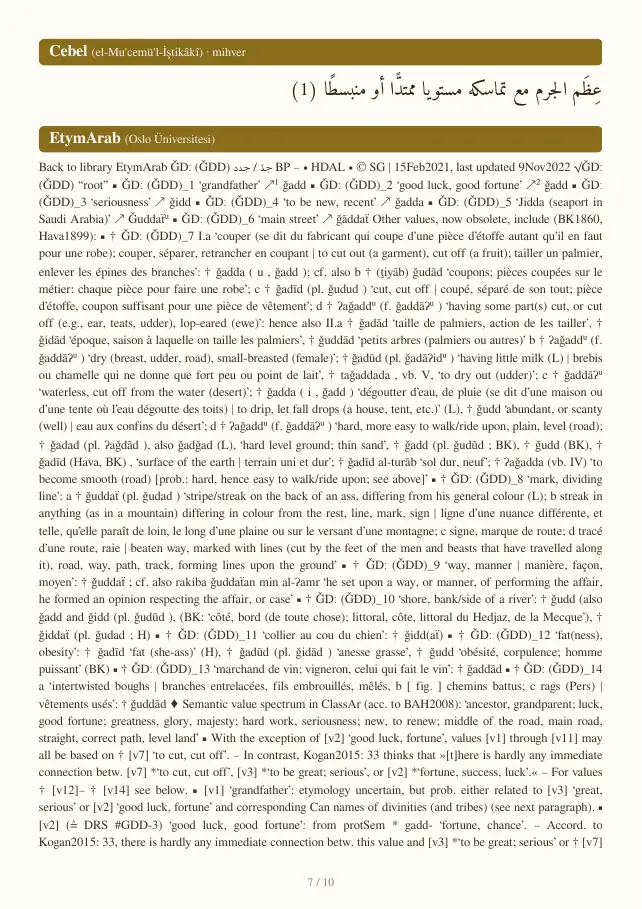 Cebel (el-Mu'cemü'l-İştikâkî) · mihver
عِظَم الجرم مع تماسكه مستويا ممتدًّا أو منبسطًا (1)
EtymArab (Oslo Üniversitesi)
Back to library EtymArab ǦD: (ǦDD) جدد / جدّ BP – • HDAL • © SG | 15Feb2021, last updated 9Nov2022 √ǦD:
(ǦDD) “root” ▪ ǦD: (ǦDD)_1 ‘grandfather’ ↗¹ ǧadd ▪ ǦD: (ǦDD)_2 ‘good luck, good fortune’ ↗² ǧadd ▪ ǦD:
(ǦDD)_3 ‘seriousness’ ↗ ǧidd ▪ ǦD: (ǦDD)_4 ‘to be new, recent’ ↗ ǧadda ▪ ǦD: (ǦDD)_5 ‘Jidda (seaport in
Saudi Arabia)’ ↗ Ǧuddaẗᵘ ▪ ǦD: (ǦDD)_6 ‘main street’ ↗ ǧāddaẗ Other values, now obsolete, include (BK1860,
Hava1899): ▪ † ǦD: (ǦDD)_7 I.a ‘couper (se dit du fabricant qui coupe d’une pièce d’étoffe autant qu’il en faut
pour une robe); couper, séparer, retrancher en coupant | to cut out (a garment), cut off (a fruit); tailler un palmier,
enlever les épines des branches’: † ǧadda ( u , ǧadd ); cf. also b † (ṯiyāb) ǧudād ‘coupons; pièces coupées sur le
métier: chaque pièce pour faire une robe’; c † ǧadīd (pl. ǧudud ) ‘cut, cut off | coupé, séparé de son tout; pièce
d’étoffe, coupon suffisant pour une pièce de vêtement’; d † ʔaǧaddᵘ (f. ǧaddāʔᵘ ) ‘having some part(s) cut, or cut
off (e.g., ear, teats, udder), lop-eared (ewe)’: hence also II.a † ǧadād ‘taille de palmiers, action de les tailler’, †
ǧidād ‘époque, saison à laquelle on taille les palmiers’, † ǧuddād ‘petits arbres (palmiers ou autres)’ b † ʔaǧaddᵘ (f.
ǧaddāʔᵘ ) ‘dry (breast, udder, road), small-breasted (female)’; † ǧadūd (pl. ǧadāʔidᵘ ) ‘having little milk (L) | brebis
ou chamelle qui ne donne que fort peu ou point de lait’, † taǧaddada , vb. V, ‘to dry out (udder)’; c † ǧaddāʔᵘ
‘waterless, cut off from the water (desert)’; † ǧadda ( i , ǧadd ) ‘dégoutter d’eau, de pluie (se dit d’une maison ou
d’une tente où l’eau dégoutte des toits) | to drip, let fall drops (a house, tent, etc.)’ (L), † ǧudd ‘abundant, or scanty
(well) | eau aux confins du désert’; d † ʔaǧaddᵘ (f. ǧaddāʔᵘ ) ‘hard, more easy to walk/ride upon, plain, level (road);
† ǧadad (pl. ʔaǧdād ), also ǧadǧad (L), ‘hard level ground; thin sand’, † ǧadd (pl. ǧudūd ; BK), † ǧudd (BK), †
ǧadīd (Hava, BK) , ‘surface of the earth | terrain uni et dur’; † ǧadīd al-turāb ‘sol dur, neuf’; † ʔaǧadda (vb. IV) ‘to
become smooth (road) [prob.: hard, hence easy to walk/ride upon; see above]’ ▪ † ǦD: (ǦDD)_8 ‘mark, dividing
line’: a † ǧuddaẗ (pl. ǧudad ) ‘stripe/streak on the back of an ass, differing from his general colour (L); b streak in
anything (as in a mountain) differing in colour from the rest, line, mark, sign | ligne d’une nuance différente, et
telle, qu’elle paraît de loin, le long d’une plaine ou sur le versant d’une montagne; c signe, marque de route; d tracé
d’une route, raie | beaten way, marked with lines (cut by the feet of the men and beasts that have travelled along
it), road, way, path, track, forming lines upon the ground’ ▪ † ǦD: (ǦDD)_9 ‘way, manner | manière, façon,
moyen’: † ǧuddaẗ ; cf. also rakiba ǧuddaẗan min al-ʔamr ‘he set upon a way, or manner, of performing the affair,
he formed an opinion respecting the affair, or case’ ▪ † ǦD: (ǦDD)_10 ‘shore, bank/side of a river’: † ǧudd (also
ǧadd and ǧidd (pl. ǧudūd ), (BK: ‘côté, bord (de toute chose); littoral, côte, littoral du Hedjaz, de la Mecque’), †
ǧiddaẗ (pl. ǧudad ; H) ▪ † ǦD: (ǦDD)_11 ‘collier au cou du chien’: † ǧidd(aẗ) ▪ † ǦD: (ǦDD)_12 ‘fat(ness),
obesity’: † ǧadīd ‘fat (she-ass)’ (H), † ǧadūd (pl. ǧidād ) ‘anesse grasse’, † ǧudd ‘obésité, corpulence; homme
puissant’ (BK) ▪ † ǦD: (ǦDD)_13 ‘marchand de vin; vigneron, celui qui fait le vin’: † ǧaddād ▪ † ǦD: (ǦDD)_14
a ‘intertwisted boughs | branches entrelacées, fils embrouillés, mêlés, b [ fig. ] chemins battus; c rags (Pers) |
vêtements usés’: † ǧuddād ♦ Semantic value spectrum in ClassAr (acc. to BAH2008): ‘ancestor, grandparent; luck,
good fortune; greatness, glory, majesty; hard work, seriousness; new, to renew; middle of the road, main road,
straight, correct path, level land’ ▪ With the exception of [v2] ‘good luck, fortune’, values [v1] through [v11] may
all be based on † [v7] ‘to cut, cut off’. – In contrast, Kogan2015: 33 thinks that »[t]here is hardly any immediate
connection betw. [v7] *‘to cut, cut off’, [v3] *‘to be great; serious’, or [v2] *‘fortune, success, luck’.« – For values
† [v12]– † [v14] see below. ▪ [v1] ‘grandfather’: etymology uncertain, but prob. either related to [v3] ‘great,
serious’ or [v2] ‘good luck, fortune’ and corresponding Can names of divinities (and tribes) (see next paragraph). ▪
[v2] (≙ DRS #GDD-3) ‘good luck, good fortune’: from protSem * gadd- ‘fortune, chance’. – Accord. to
Kogan2015: 33, there is hardly any immediate connection betw. this value and [v3] *‘to be great; serious’ or † [v7]
7 / 10